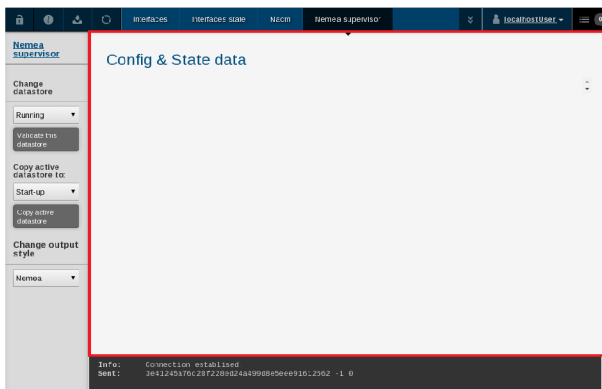 Interfaces Interfaces state Nacm Nemea supervisor localhostUser
Nemea
supervisor
Config & State data
Change
datastore
Running
Validate this
datastore
Copy active
datastore to:
Start-up
Copy active
datastore
Change output
style
Nemea
Info: Connection establised
Sent: